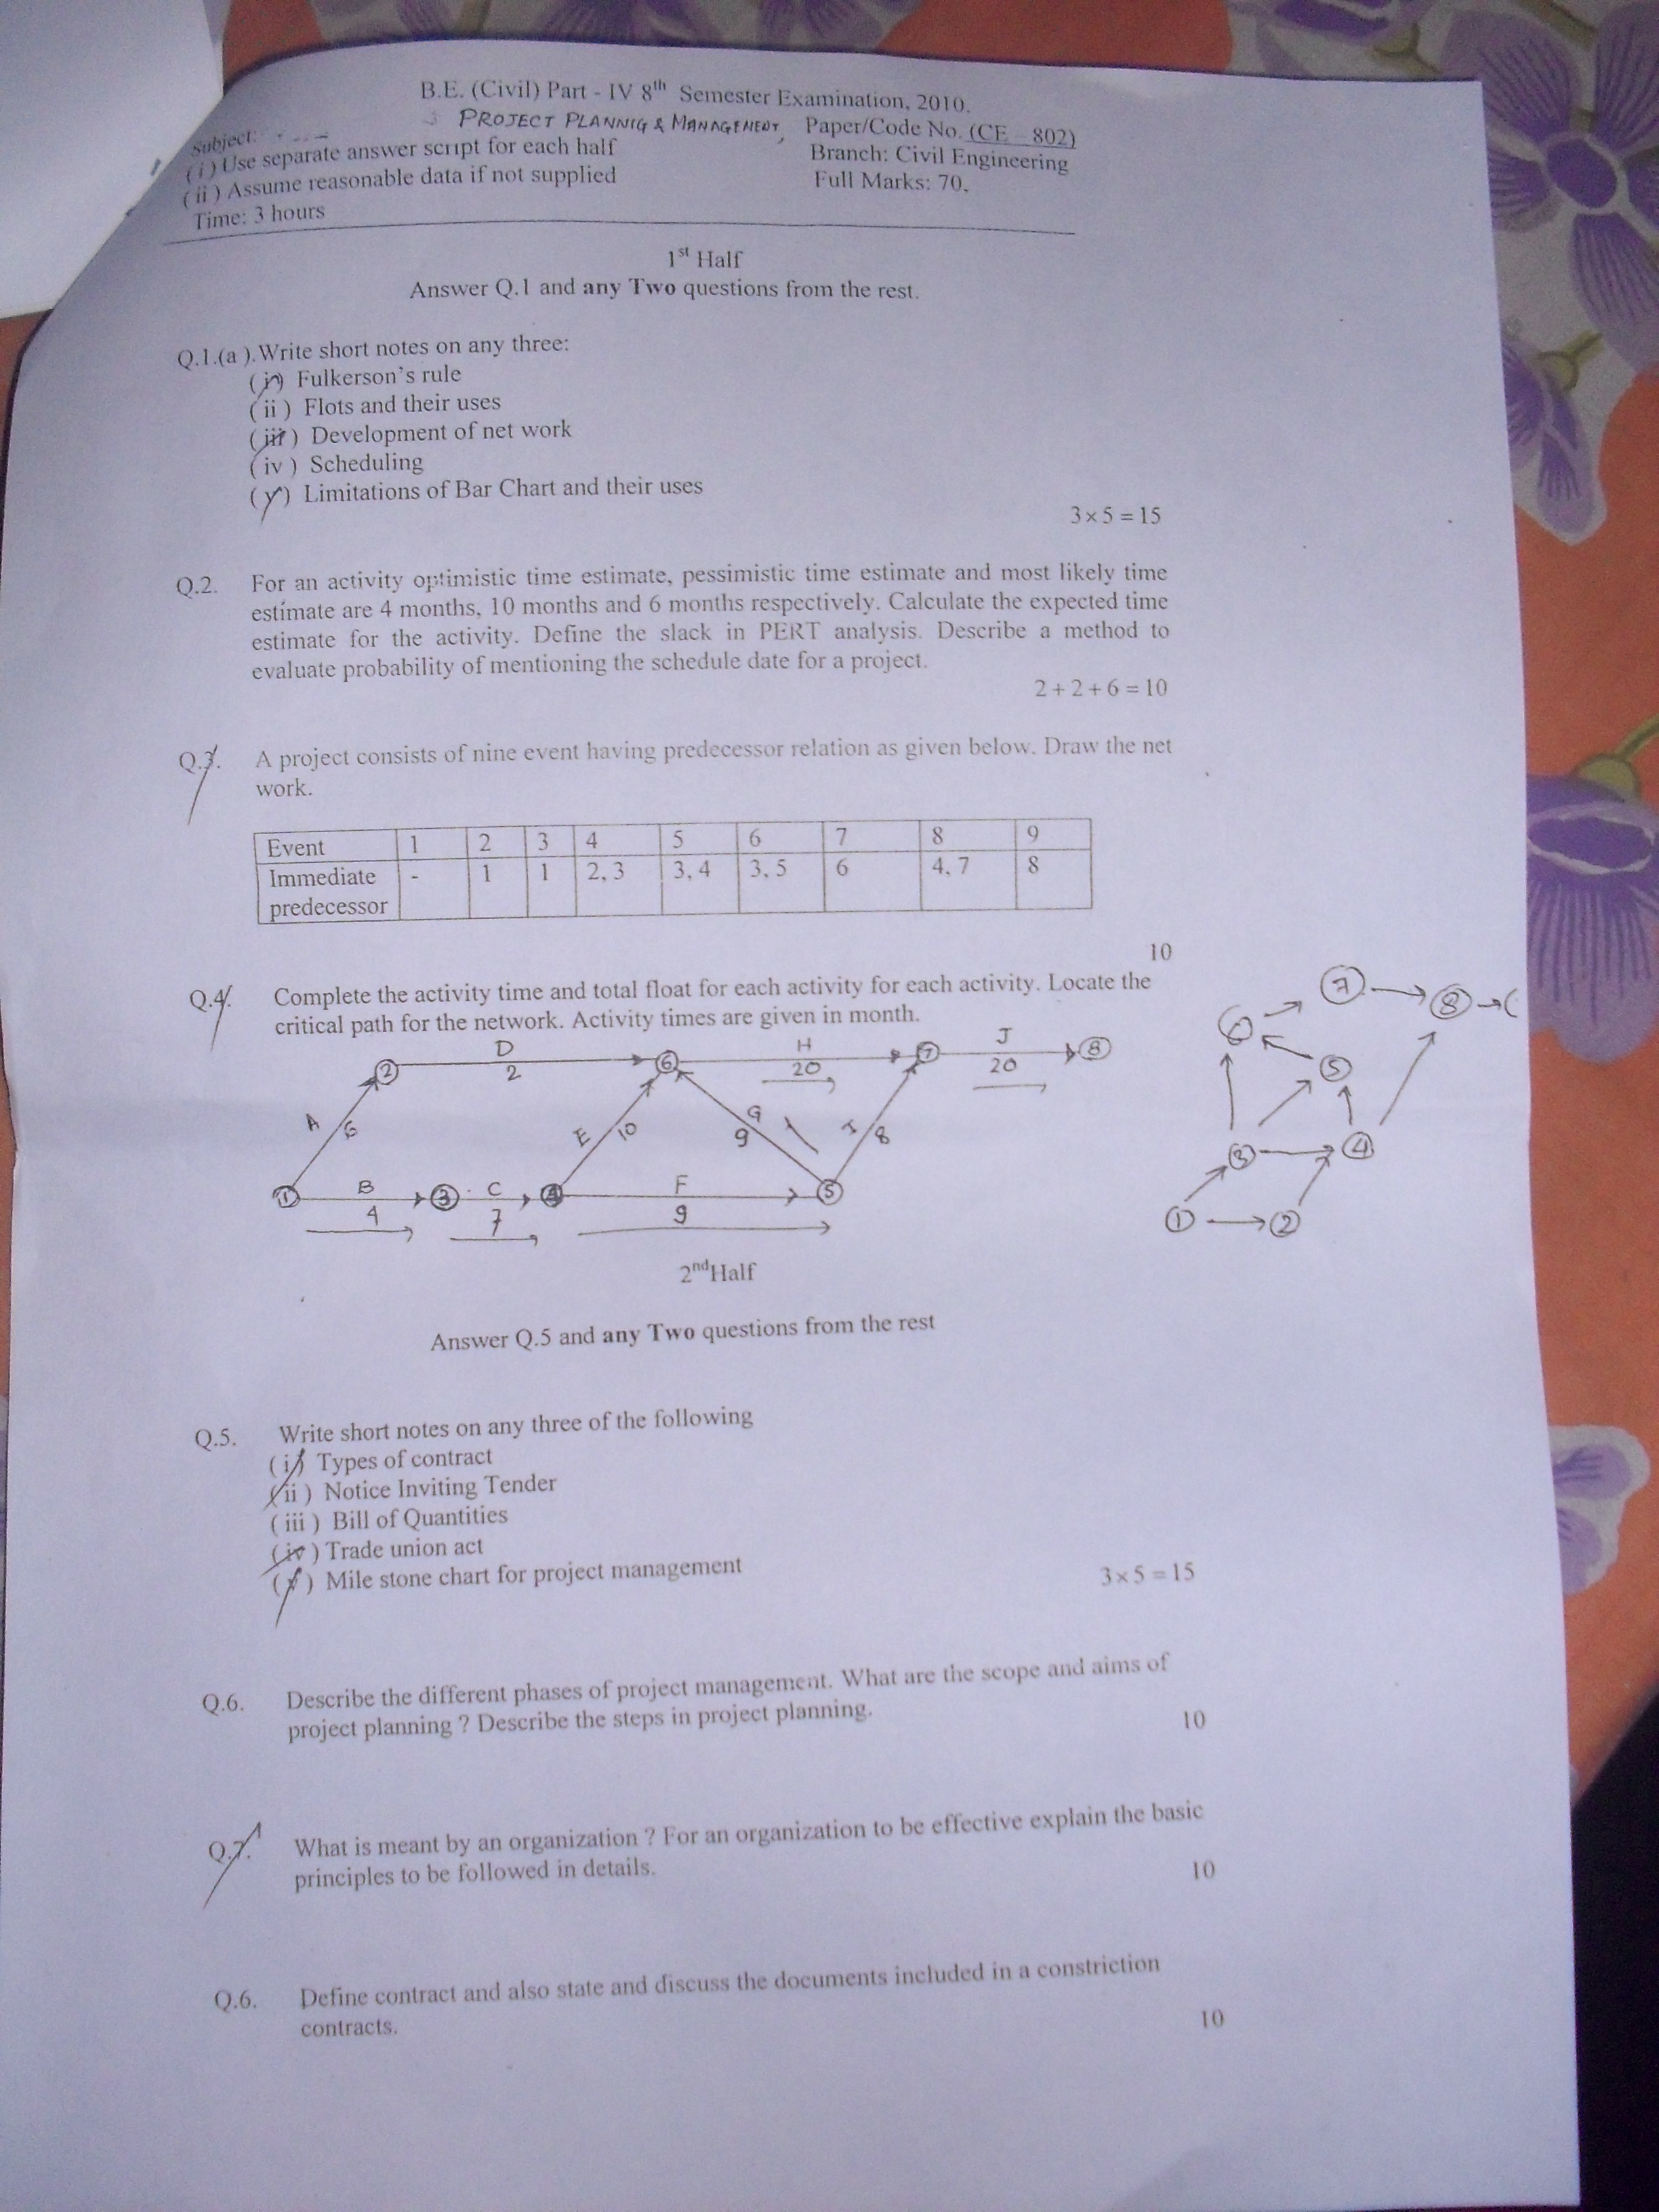 B.E. (Civil) Part - IV 8th Semester Examination, 2010.
Subject: PROJECT PLANNIG & MANAGEMENT, Paper/Code No. (CE - 802)
(i) Use separate answer script for each half Branch: Civil Engineering
(ii) Assume reasonable data if not supplied Full Marks: 70.
Time: 3 hours
1st Half
Answer Q.1 and any Two questions from the rest.
Q.1.(a ).Write short notes on any three:
(i) Fulkerson's rule
(ii ) Flots and their uses
(iii ) Development of net work
(iv ) Scheduling
(v) Limitations of Bar Chart and their uses
3×5 = 15
Q.2. For an activity optimistic time estimate, pessimistic time estimate and most likely time
estimate are 4 months, 10 months and 6 months respectively. Calculate the expected time
estimate for the activity. Define the slack in PERT analysis. Describe a method to
evaluate probability of mentioning the schedule date for a project.
2 + 2 + 6 = 10
Q.3. A project consists of nine event having predecessor relation as given below. Draw the net
work.
Event 1 2 3 4 5 6 7 8 9
Immediate predecessor - 1 1 2, 3 3, 4 3, 5 6 4, 7 8
10
Q.4. Complete the activity time and total float for each activity for each activity. Locate the
critical path for the network. Activity times are given in month.
D H J
2 6 7 8
2 20 20
A 6 E 10 G 9 I 8
1 B 3 C 4 F 5
4 7 9
7 8
6
5
3 4
1 2
2nd Half
Answer Q.5 and any Two questions from the rest
Q.5. Write short notes on any three of the following
(i) Types of contract
(ii ) Notice Inviting Tender
( iii ) Bill of Quantities
(iv ) Trade union act
(v ) Mile stone chart for project management
3×5 = 15
Q.6. Describe the different phases of project management. What are the scope and aims of
project planning ? Describe the steps in project planning.
10
Q.7. What is meant by an organization ? For an organization to be effective explain the basic
principles to be followed in details.
10
Q.6. Define contract and also state and discuss the documents included in a constriction
contracts.
10